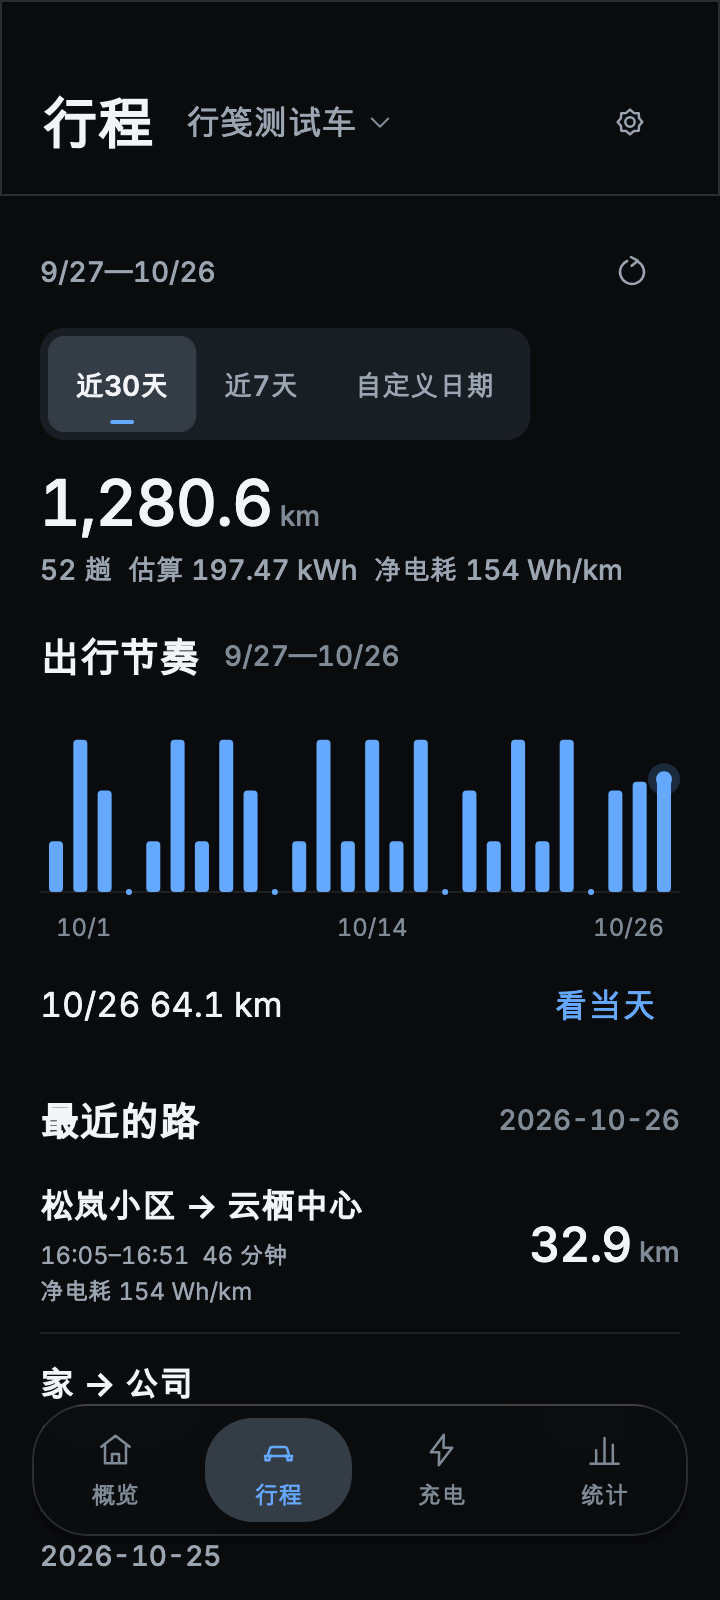 行程 行笺测试车
9/27—10/26
近30天 近7天 自定义日期
1,280.6 km
52 趟 估算 197.47 kWh 净电耗 154 Wh/km
出行节奏 9/27—10/26
10/1 10/14 10/26
10/26 64.1 km 看当天
最近的路 2026-10-26
松岚小区 → 云栖中心
16:05–16:51 46 分钟
32.9 km
净电耗 154 Wh/km
家 → 公司
概览 行程 充电 统计
2026-10-25